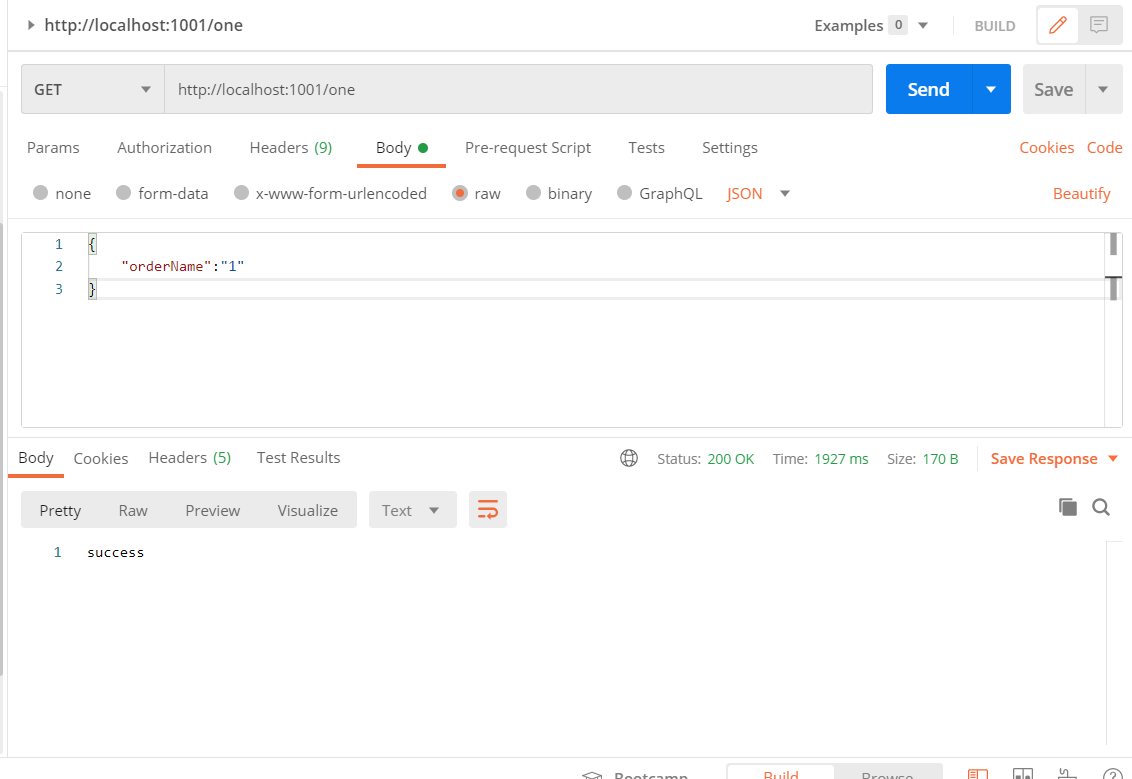 http://localhost:1001/one Examples 0 BUILD
GET http://localhost:1001/one Send Save
Params Authorization Headers (9) Body Pre-request Script Tests Settings Cookies Code
none form-data x-www-form-urlencoded raw binary GraphQL JSON Beautify
1 {
2 "orderName":"1"
3 }
Body Cookies Headers (5) Test Results Status: 200 OK Time: 1927 ms Size: 170 B Save Response
Pretty Raw Preview Visualize Text
1 success
Bootcamp Build Browse